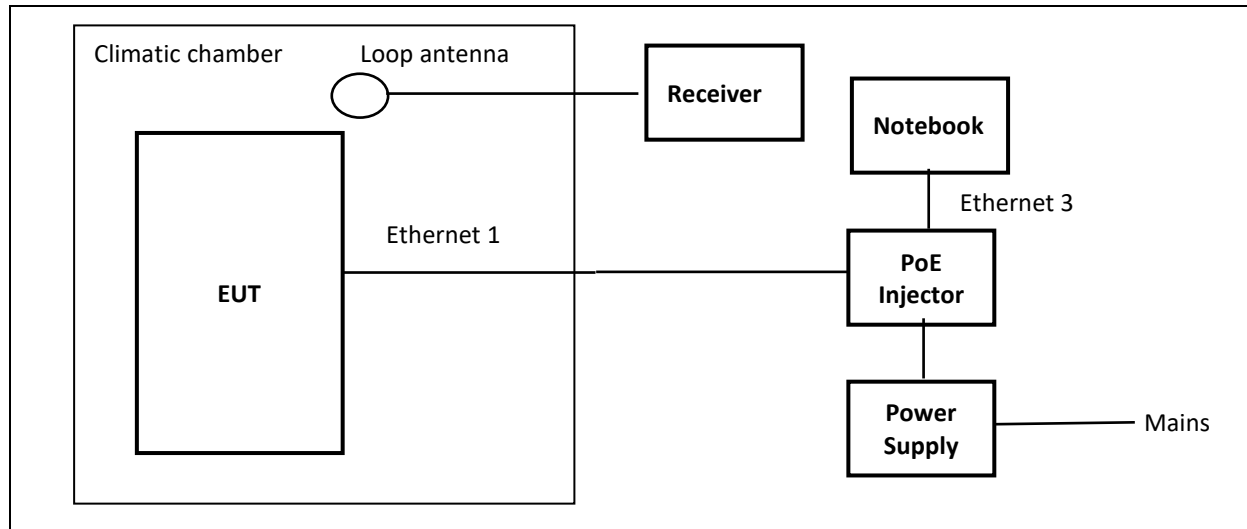 Climatic chamber
Loop antenna
Receiver
Notebook
Ethernet 3
Ethernet 1
EUT
PoE
Injector
Power
Supply
Mains